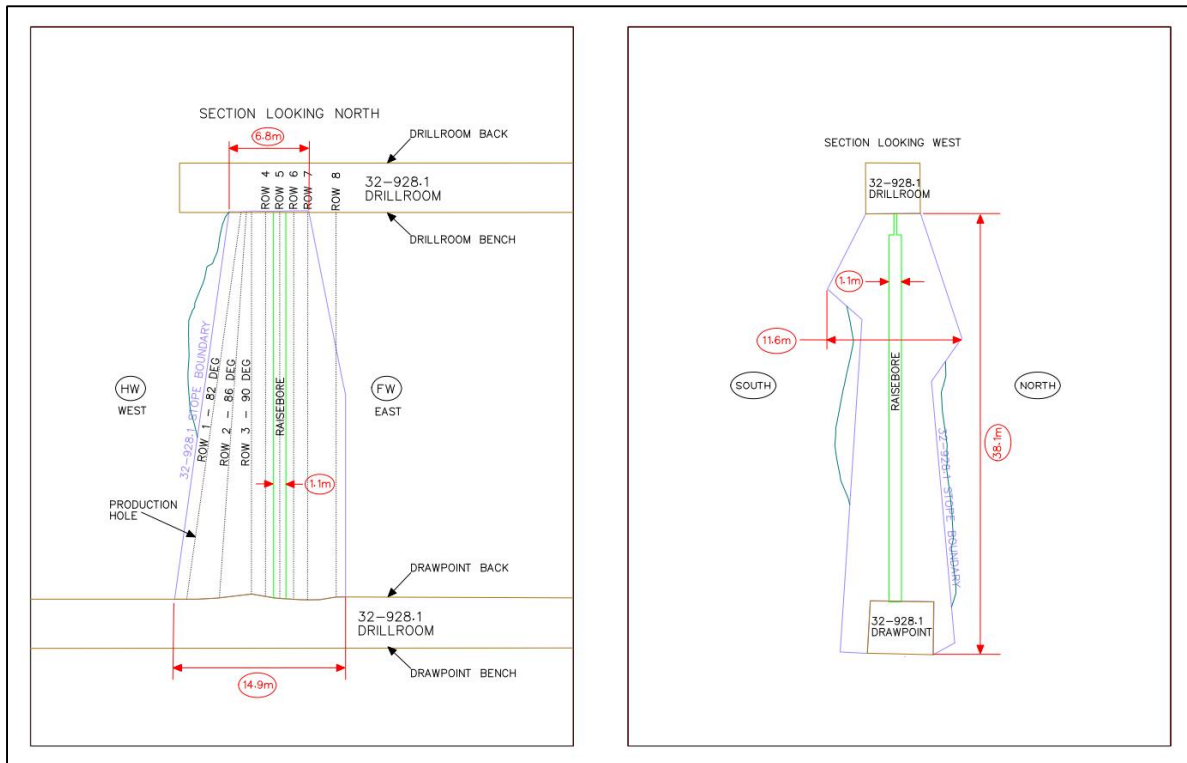 SECTION LOOKING NORTH
6.8m
DRILLROOM BACK
32-928.1
DRILLROOM
ROW 4
ROW 5
ROW 6
ROW 7
ROW 8
DRILLROOM BENCH
32-928.1 STOPE BOUNDARY
ROW 1 - 82 DEG
ROW 2 - 86 DEG
ROW 3 - 90 DEG
RAISEBORE
HW
WEST
FW
EAST
1.1m
PRODUCTION
HOLE
DRAWPOINT BACK
32-928.1
DRILLROOM
DRAWPOINT BENCH
14.9m
SECTION LOOKING WEST
32-928.1
DRILLROOM
1.1m
11.6m
SOUTH
RAISEBORE
NORTH
38.1m
32-928.1 STOPE BOUNDARY
32-928.1
DRAWPOINT